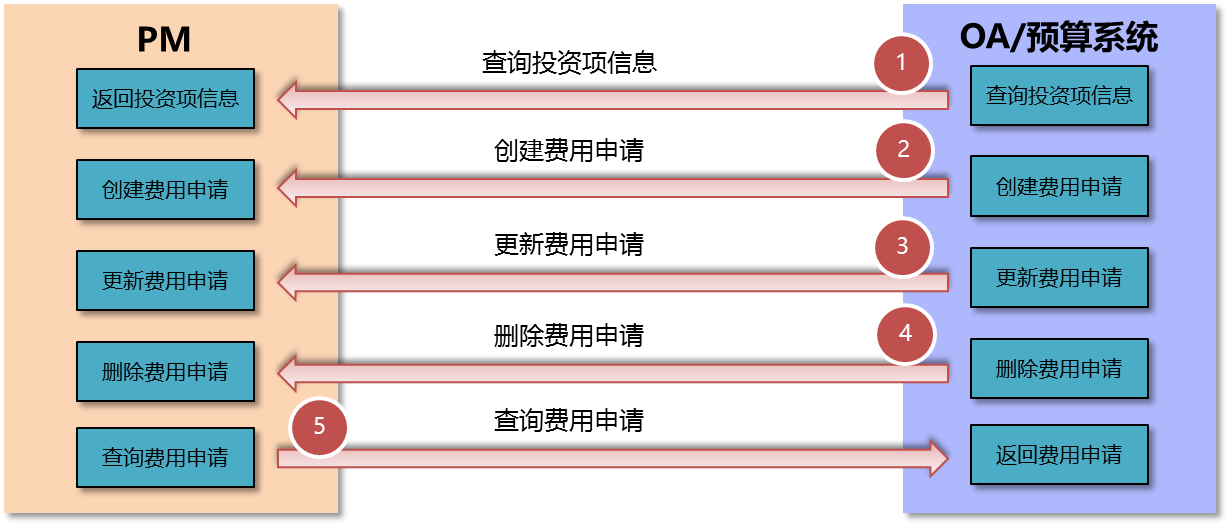 PM
OA/预算系统
查询投资项信息
1
返回投资项信息
查询投资项信息
创建费用申请
2
创建费用申请
创建费用申请
更新费用申请
3
更新费用申请
更新费用申请
删除费用申请
4
删除费用申请
删除费用申请
5
查询费用申请
查询费用申请
返回费用申请